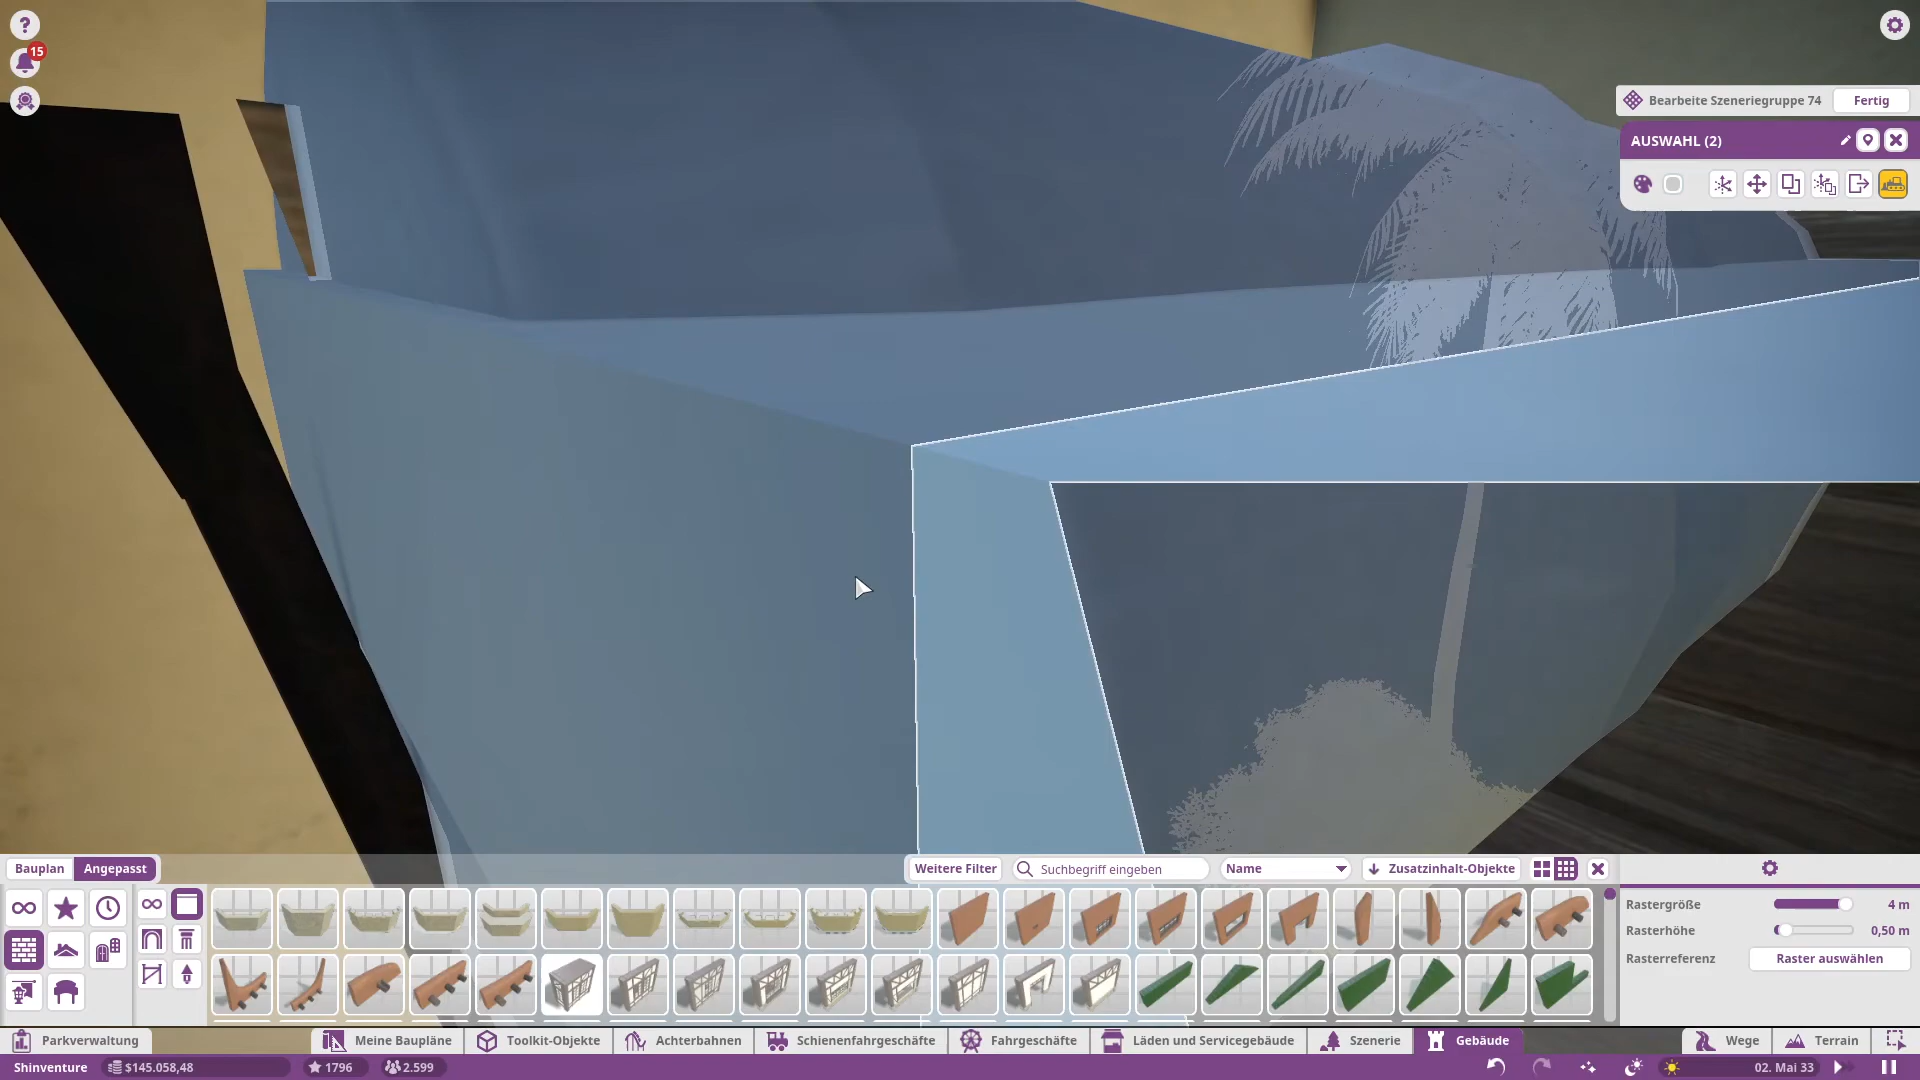 ?
15
Bearbeite Szeneriegruppe 74
Fertig
AUSWAHL (2)
Bauplan
Angepasst
Weitere Filter
Suchbegriff eingeben
Name
Zusatzinhalt-Objekte
Rastergröße
4 m
Rasterhöhe
0,50 m
Rasterreferenz
Raster auswählen
Parkverwaltung
Meine Baupläne
Toolkit-Objekte
Achterbahnen
Schienenfahrgeschäfte
Fahrgeschäfte
Läden und Servicegebäude
Szenerie
Gebäude
Wege
Terrain
Shinventure
$145.058,48
1796
2.599
02. Mai 33